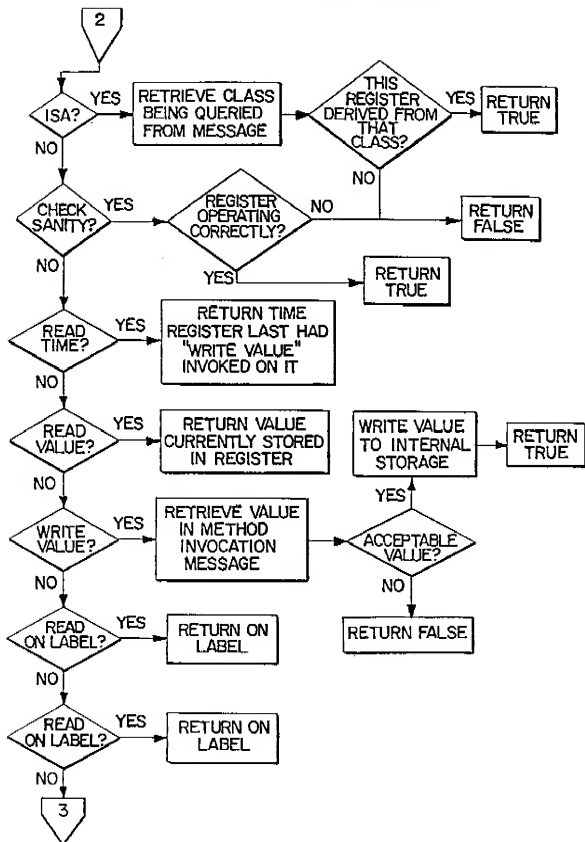 2
ISA?
YES
NO
RETRIEVE CLASS
BEING QUERIED
FROM MESSAGE
THIS
REGISTER
DERIVED FROM
THAT
CLASS?
YES
NO
RETURN
TRUE
CHECK
SANITY?
YES
NO
REGISTER
OPERATING
CORRECTLY?
NO
YES
RETURN
FALSE
RETURN
TRUE
READ
TIME?
YES
NO
RETURN TIME
REGISTER LAST HAD
"WRITE VALUE"
INVOKED ON IT
READ
VALUE?
YES
NO
RETURN VALUE
CURRENTLY STORED
IN REGISTER
WRITE VALUE
TO INTERNAL
STORAGE
RETURN
TRUE
WRITE
VALUE?
YES
NO
RETRIEVE VALUE
IN METHOD
INVOCATION
MESSAGE
YES
ACCEPTABLE
VALUE?
NO
RETURN FALSE
READ
ON LABEL?
YES
NO
RETURN ON
LABEL
READ
ON LABEL?
YES
NO
RETURN ON
LABEL
3